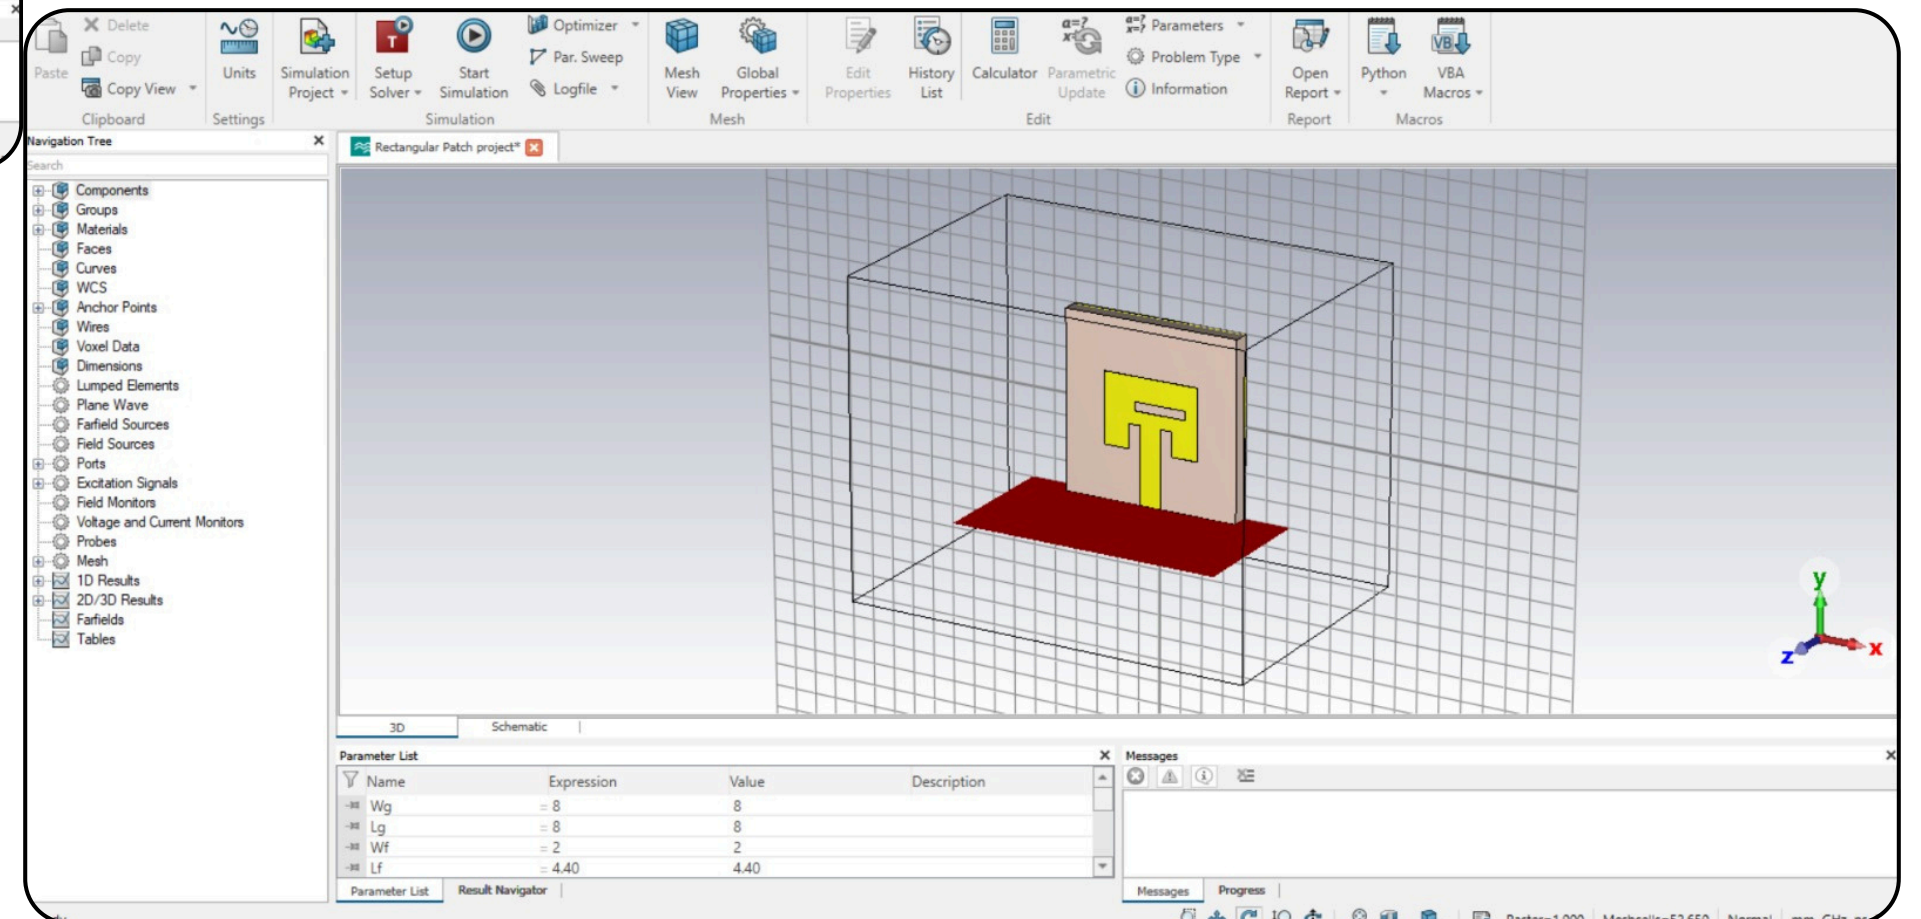 Delete
Copy
Copy View
Paste
Clipboard
Units
Settings
Simulation Project
Setup Solver
Start Simulation
Optimizer
Par. Sweep
Logfile
Simulation
Mesh View
Global Properties
Mesh
Edit Properties
History List
Calculator
Parametric Update
Parameters
Problem Type
Information
Edit
Open Report
Report
Python
VBA Macros
Macros
Navigation Tree
Search
Components
Groups
Materials
Faces
Curves
WCS
Anchor Points
Wires
Voxel Data
Dimensions
Lumped Elements
Plane Wave
Farfield Sources
Field Sources
Ports
Excitation Signals
Field Monitors
Voltage and Current Monitors
Probes
Mesh
1D Results
2D/3D Results
Farfields
Tables
Rectangular Patch project*
y
z
x
3D Schematic
Parameter List
Name Expression Value Description
Wg = 8 8
Lg = 8 8
Wf = 2 2
Lf = 4.40 4.40
Parameter List Result Navigator
Messages
Messages Progress